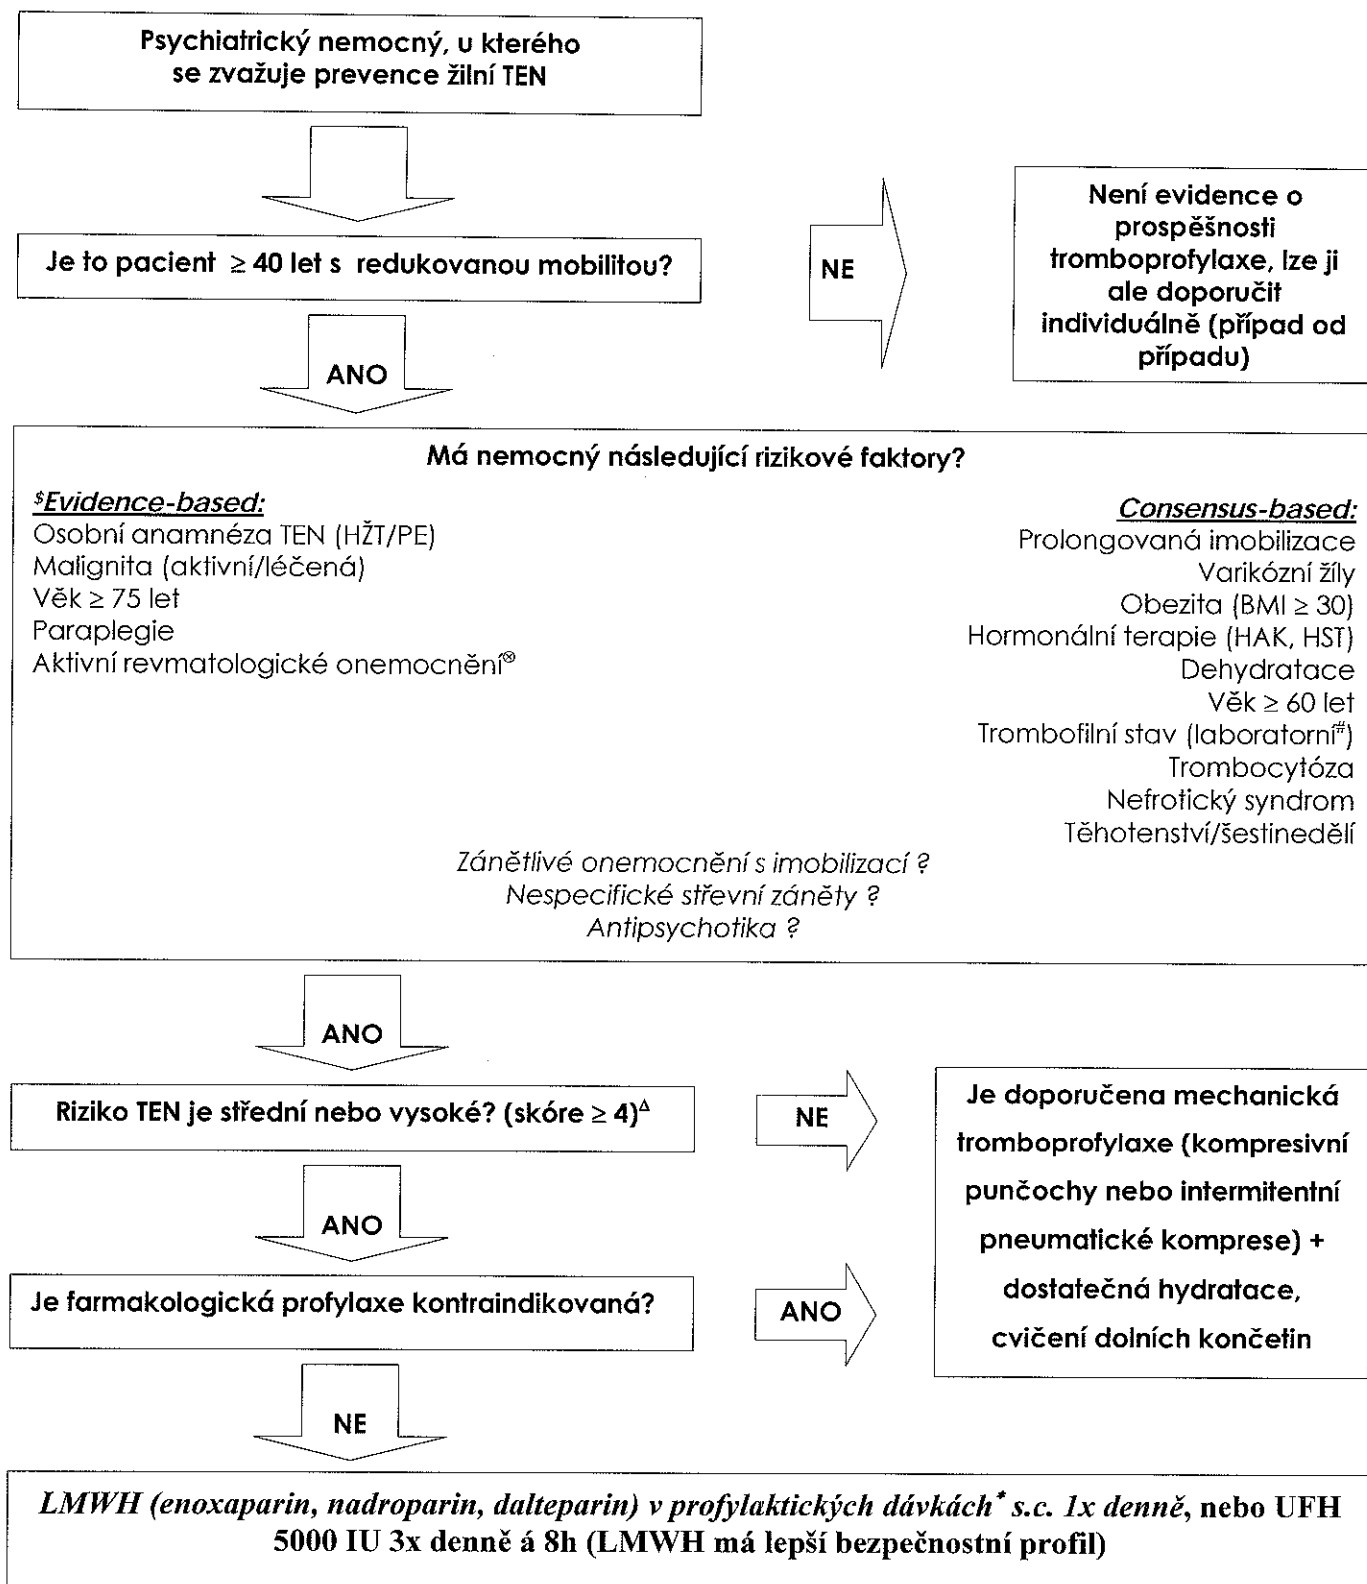 Psychiatrický nemocný, u kterého
se zvažuje prevence žilní TEN
Je to pacient ≥ 40 let s redukovanou mobilitou?
NE
Není evidence o
prospěšnosti
tromboprofylaxe, lze ji
ale doporučit
individuálně (případ od
případu)
ANO
Má nemocný následující rizikové faktory?
$Evidence-based:
Osobní anamnéza TEN (HŽT/PE)
Malignita (aktivní/léčená)
Věk ≥ 75 let
Paraplegie
Aktivní revmatologické onemocnění⊗
Consensus-based:
Prolongovaná imobilizace
Varikózní žíly
Obezita (BMI ≥ 30)
Hormonální terapie (HAK, HST)
Dehydratace
Věk ≥ 60 let
Trombofilní stav (laboratorní#)
Trombocytóza
Nefrotický syndrom
Těhotenství/šestinedělí
Zánětlivé onemocnění s imobilizací ?
Nespecifické střevní záněty ?
Antipsychotika ?
ANO
Riziko TEN je střední nebo vysoké? (skóre ≥ 4)Δ
NE
Je doporučena mechanická
tromboprofylaxe (kompresivní
punčochy nebo intermitentní
pneumatické komprese) +
dostatečná hydratace,
cvičení dolních končetin
ANO
Je farmakologická profylaxe kontraindikovaná?
ANO
NE
LMWH (enoxaparin, nadroparin, dalteparin) v profylaktických dávkách* s.c. 1x denně, nebo UFH
5000 IU 3x denně á 8h (LMWH má lepší bezpečnostní profil)